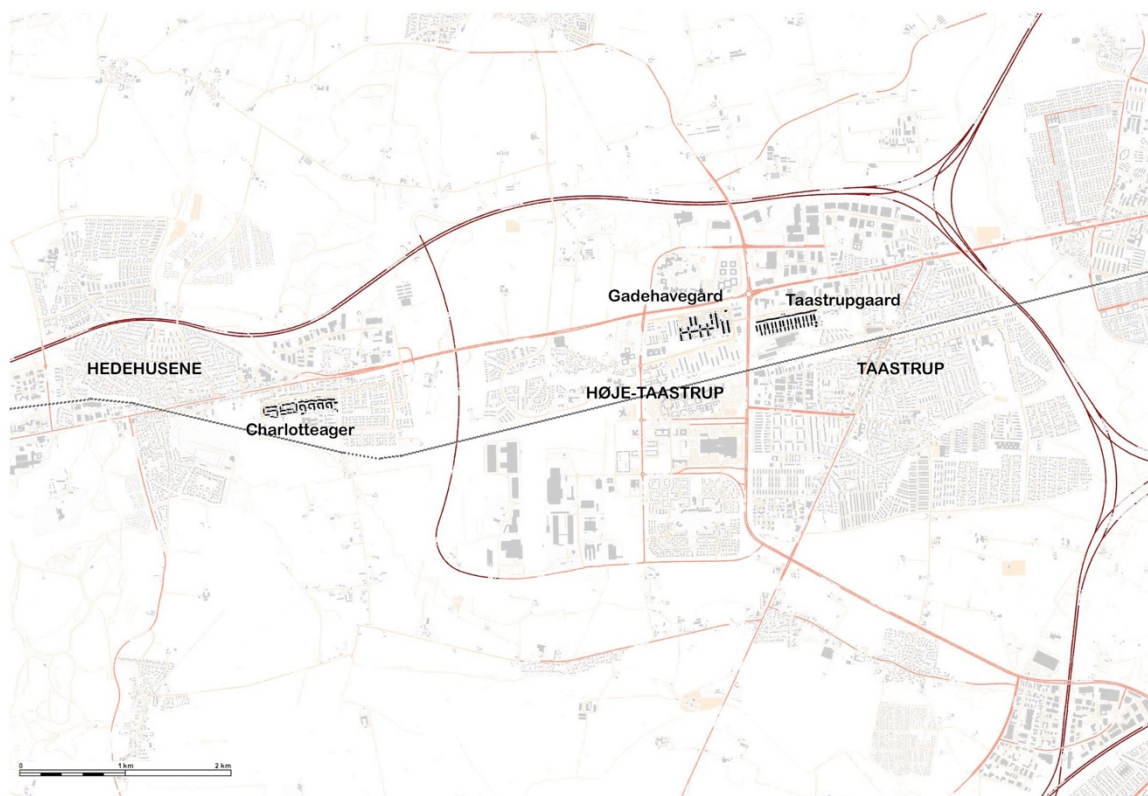 Gadehavegård
Taastrupgaard
HEDEHUSENE
HØJE-TAASTRUP
TAASTRUP
Charlotteager
0 1 km 2 km